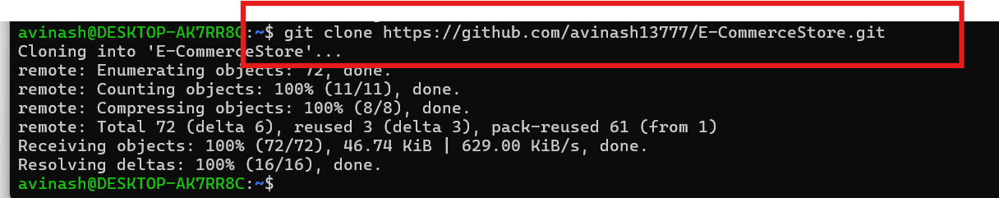 avinash@DESKTOP-AK7RR8C:~$ git clone https://github.com/avinash13777/E-CommerceStore.git
Cloning into 'E-CommerceStore'...
remote: Enumerating objects: 72, done.
remote: Counting objects: 100% (11/11), done.
remote: Compressing objects: 100% (8/8), done.
remote: Total 72 (delta 6), reused 3 (delta 3), pack-reused 61 (from 1)
Receiving objects: 100% (72/72), 46.74 KiB | 629.00 KiB/s, done.
Resolving deltas: 100% (16/16), done.
avinash@DESKTOP-AK7RR8C:~$